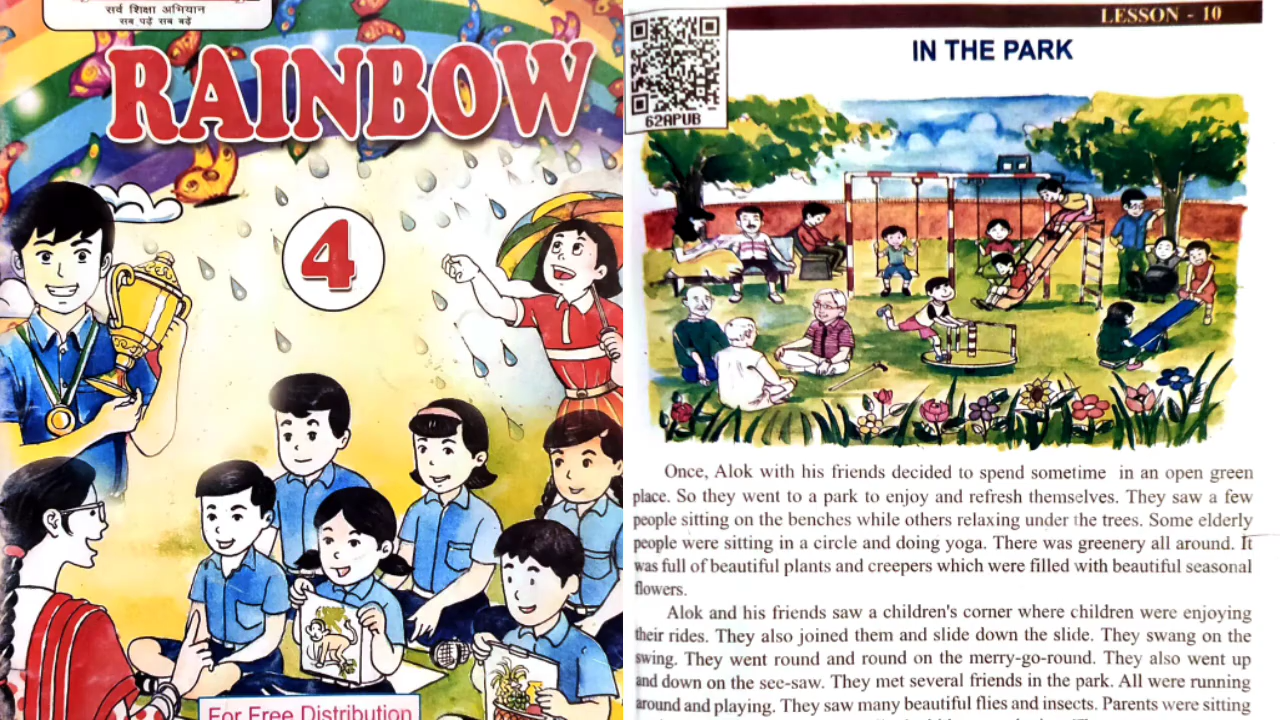 सर्व शिक्षा अभियान
सब पढ़ें सब बढ़ें
RAINBOW
4
For Free Distribution
LESSON - 10
IN THE PARK
62APUB
Once, Alok with his friends decided to spend sometime in an open green
place. So they went to a park to enjoy and refresh themselves. They saw a few
people sitting on the benches while others relaxing under the trees. Some elderly
people were sitting in a circle and doing yoga. There was greenery all around. It
was full of beautiful plants and creepers which were filled with beautiful seasonal
flowers.
Alok and his friends saw a children's corner where children were enjoying
their rides. They also joined them and slide down the slide. They swang on the
swing. They went round and round on the merry-go-round. They also went up
and down on the see-saw. They met several friends in the park. All were running
around and playing. They saw many beautiful flies and insects. Parents were sitting